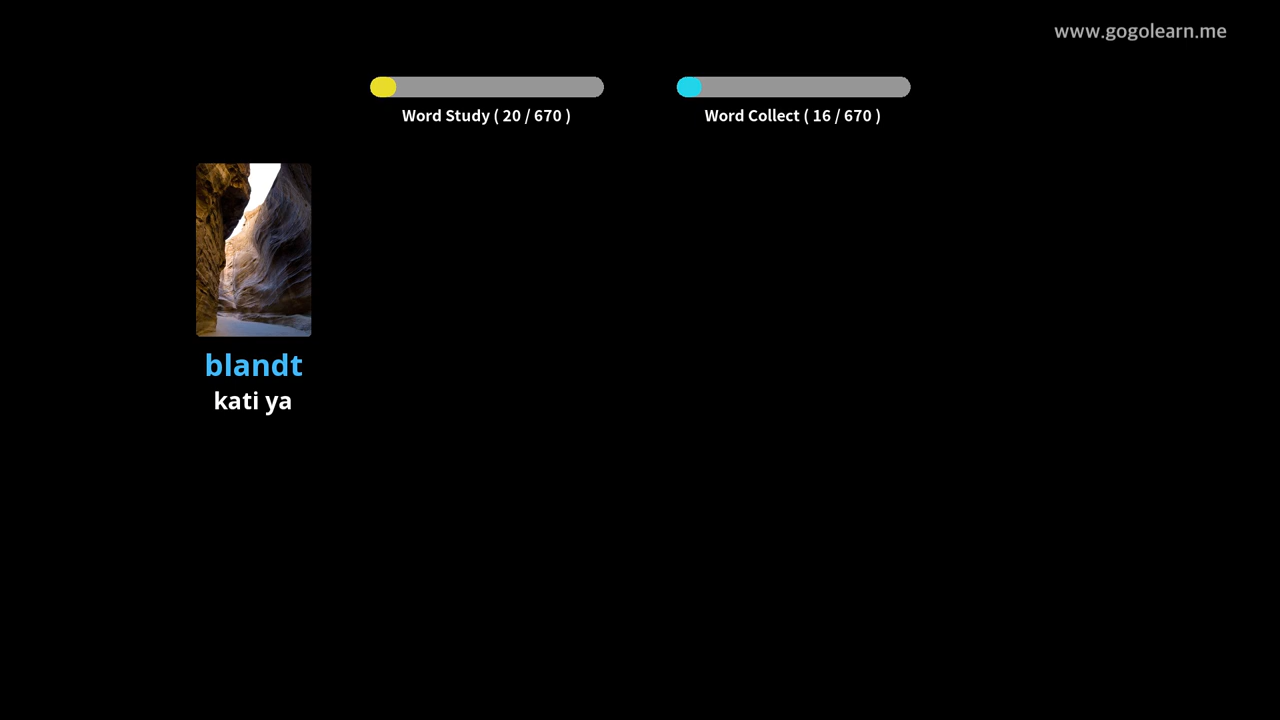 www.gogolearn.me
Word Study ( 20 / 670 )
Word Collect ( 16 / 670 )
blandt
kati ya